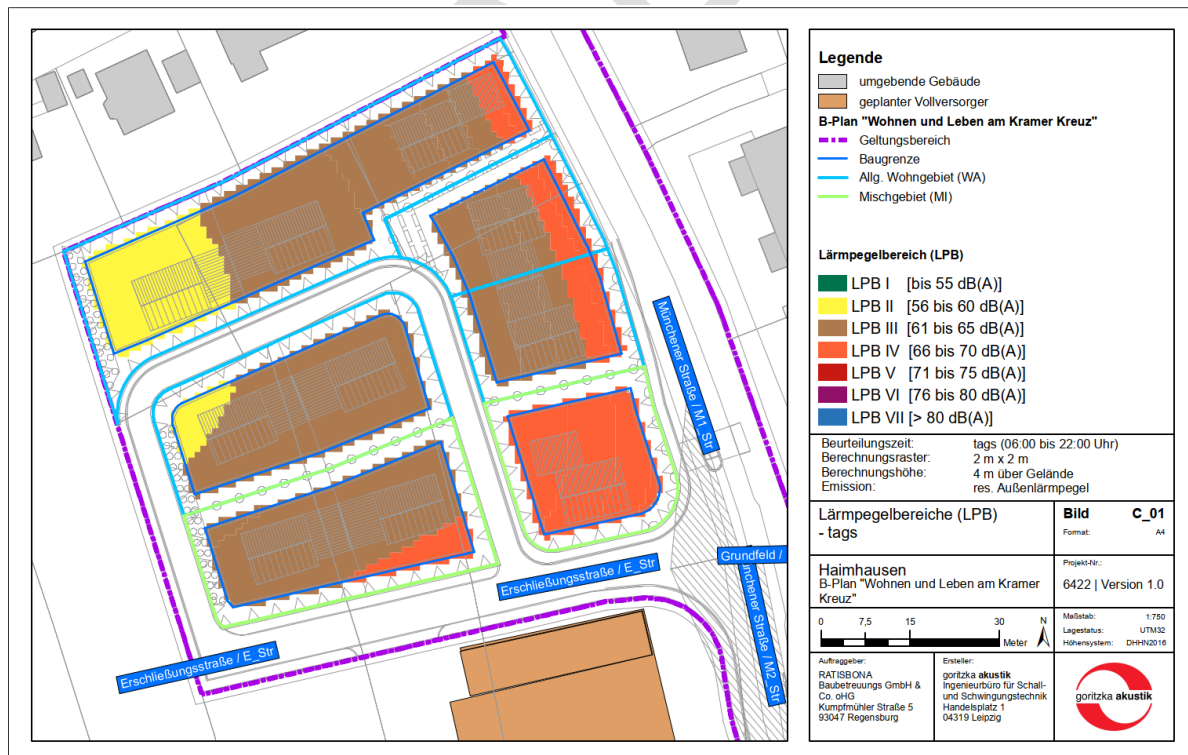 Münchener Straße / M1_Str
Grundfeld /
nchener Straße / M2_Str
Erschließungsstraße / E_Str
Erschließungsstraße / E_Str
Legende
umgebende Gebäude
geplanter Vollversorger
B-Plan "Wohnen und Leben am Kramer Kreuz"
Geltungsbereich
Baugrenze
Allg. Wohngebiet (WA)
Mischgebiet (MI)
Lärmpegelbereich (LPB)
LPB I [bis 55 dB(A)]
LPB II [56 bis 60 dB(A)]
LPB III [61 bis 65 dB(A)]
LPB IV [66 bis 70 dB(A)]
LPB V [71 bis 75 dB(A)]
LPB VI [76 bis 80 dB(A)]
LPB VII [> 80 dB(A)]
Beurteilungszeit: tags (06:00 bis 22:00 Uhr)
Berechnungsraster: 2 m x 2 m
Berechnungshöhe: 4 m über Gelände
Emission: res. Außenlärmpegel
Lärmpegelbereiche (LPB)
- tags
Bild C_01
Format: A4
Haimhausen
B-Plan "Wohnen und Leben am Kramer
Kreuz"
Projekt-Nr.:
6422 | Version 1.0
0 7,5 15 30 N
Meter
Maßstab: 1:750
Lagestatus: UTM32
Höhensystem: DHHN2016
Auftraggeber:
RATISBONA
Baubetreuungs GmbH &
Co. oHG
Kumpfmühler Straße 5
93047 Regensburg
Ersteller:
goritzka akustik
Ingenieurbüro für Schall-
und Schwingungstechnik
Handelsplatz 1
04319 Leipzig
goritzka akustik